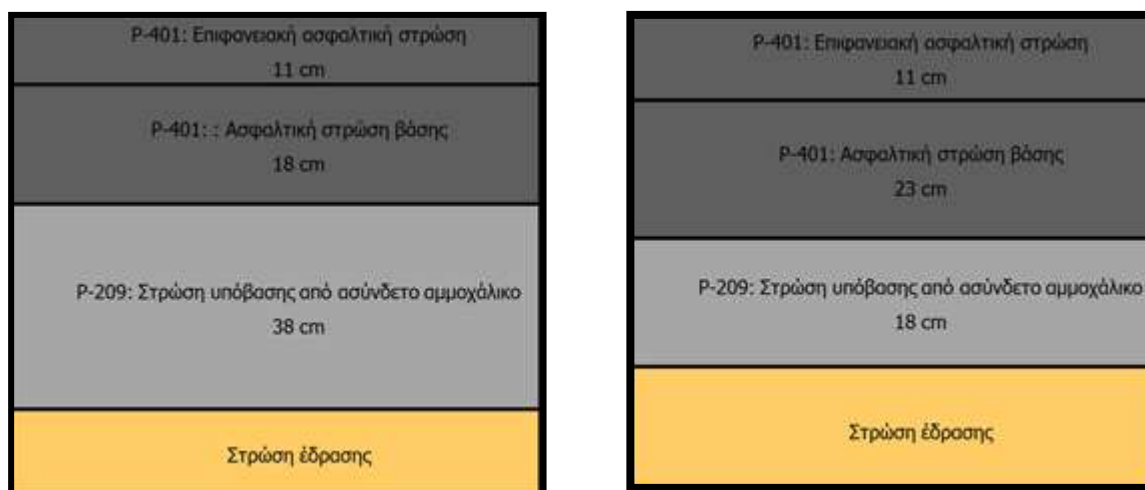 P-401: Επιφανειακή ασφαλτική στρώση
11 cm
P-401: : Ασφαλτική στρώση βάσης
18 cm
P-209: Στρώση υπόβασης από ασύνδετο αμμοχάλικο
38 cm
Στρώση έδρασης
P-401: Επιφανειακή ασφαλτική στρώση
11 cm
P-401: Ασφαλτική στρώση βάσης
23 cm
P-209: Στρώση υπόβασης από ασύνδετο αμμοχάλικο
18 cm
Στρώση έδρασης